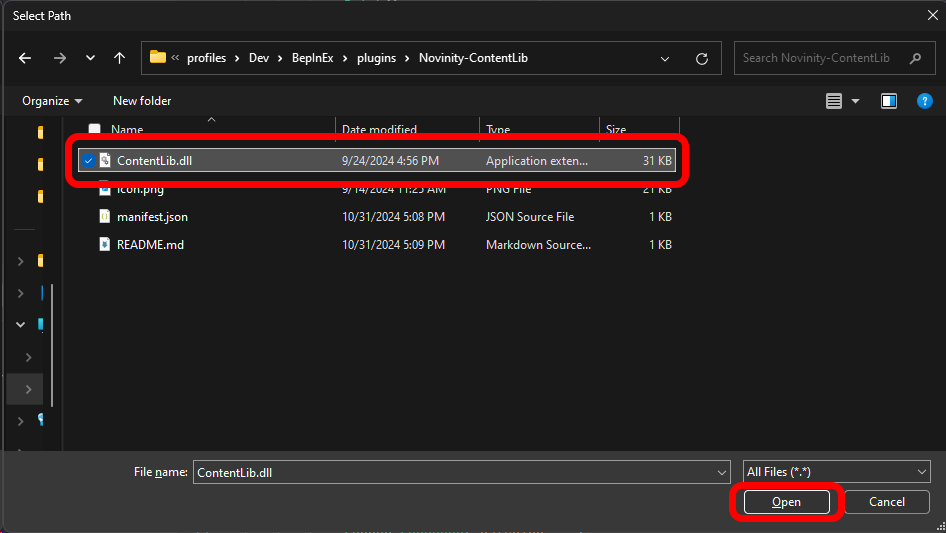 Select Path
« profiles > Dev > BepInEx > plugins > Novinity-ContentLib
Search Novinity-ContentLib
Organize New folder
Name Date modified Type Size
ContentLib.dll 9/24/2024 4:56 PM Application exten... 31 KB
icon.png 9/14/2024 11:25 AM PNG File 21 KB
manifest.json 10/31/2024 5:08 PM JSON Source File 1 KB
README.md 10/31/2024 5:09 PM Markdown Source... 1 KB
File name: ContentLib.dll All Files (*.*)
Open Cancel